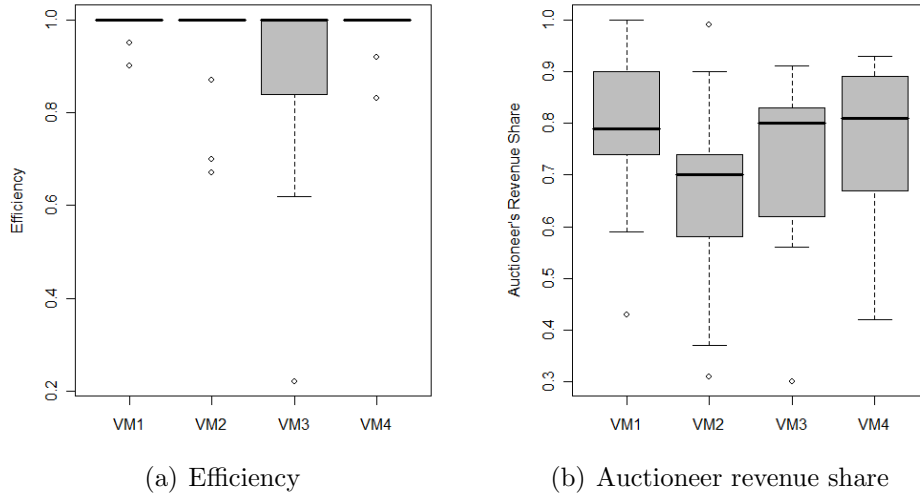 Efficiency
0.2 0.4 0.6 0.8 1.0
VM1 VM2 VM3 VM4
(a) Efficiency
Auctioneer's Revenue Share
0.3 0.4 0.5 0.6 0.7 0.8 0.9 1.0
VM1 VM2 VM3 VM4
(b) Auctioneer revenue share